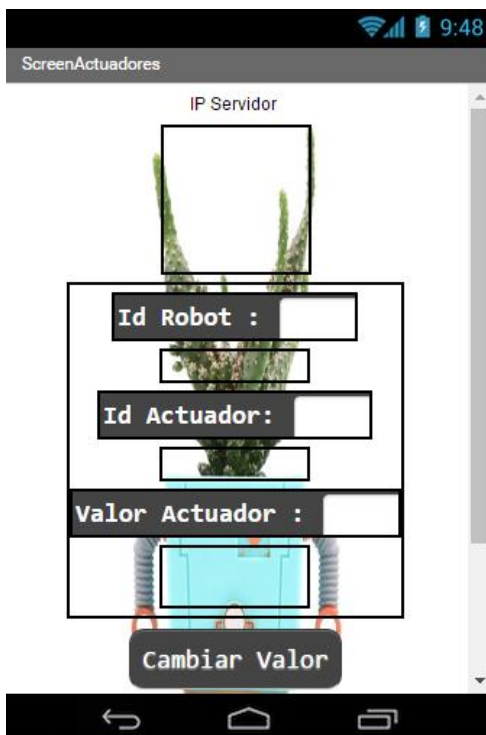 9:48
ScreenActuadores
IP Servidor
Id Robot :
Id Actuador:
Valor Actuador :
Cambiar Valor